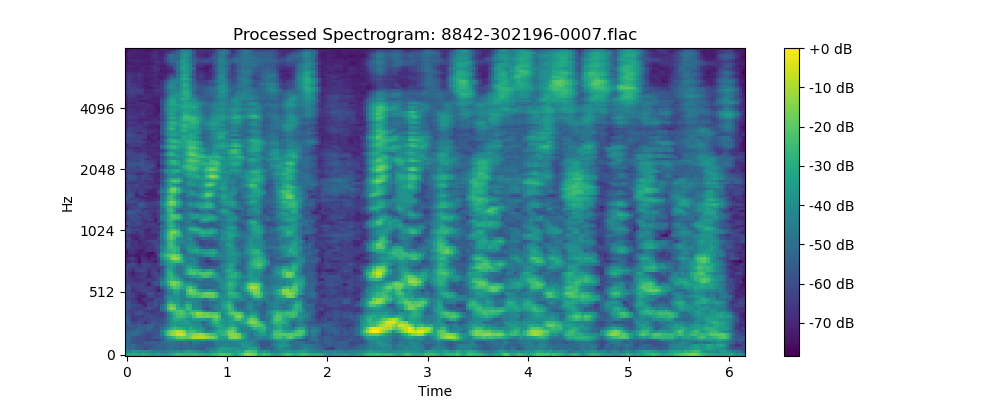 Processed Spectrogram: 8842-302196-0007.flac
Hz
4096
2048
1024
512
0
0 1 2 3 4 5 6
Time
+0 dB
-10 dB
-20 dB
-30 dB
-40 dB
-50 dB
-60 dB
-70 dB